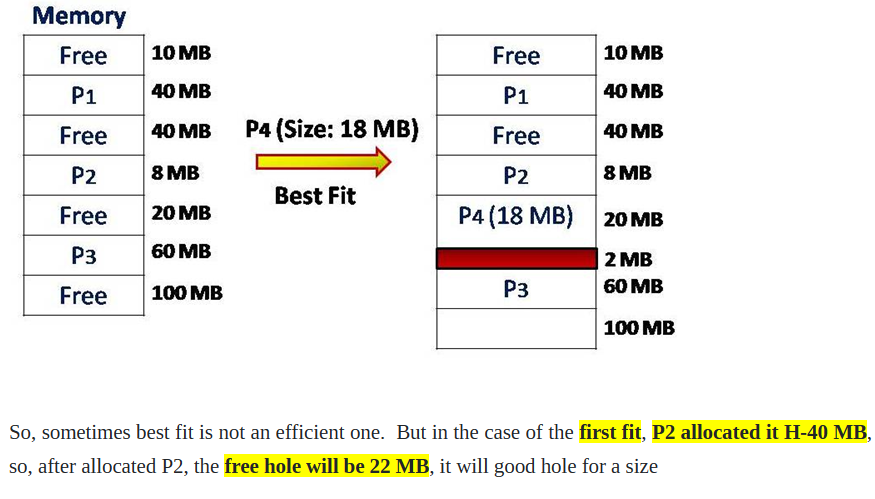 Memory
Free 10 MB
P1 40 MB
Free 40 MB
P2 8 MB
Free 20 MB
P3 60 MB
Free 100 MB
P4 (Size: 18 MB)
Best Fit
Free 10 MB
P1 40 MB
Free 40 MB
P2 8 MB
P4 (18 MB) 20 MB
2 MB
P3 60 MB
100 MB
So, sometimes best fit is not an efficient one. But in the case of the first fit, P2 allocated it H-40 MB,
so, after allocated P2, the free hole will be 22 MB, it will good hole for a size